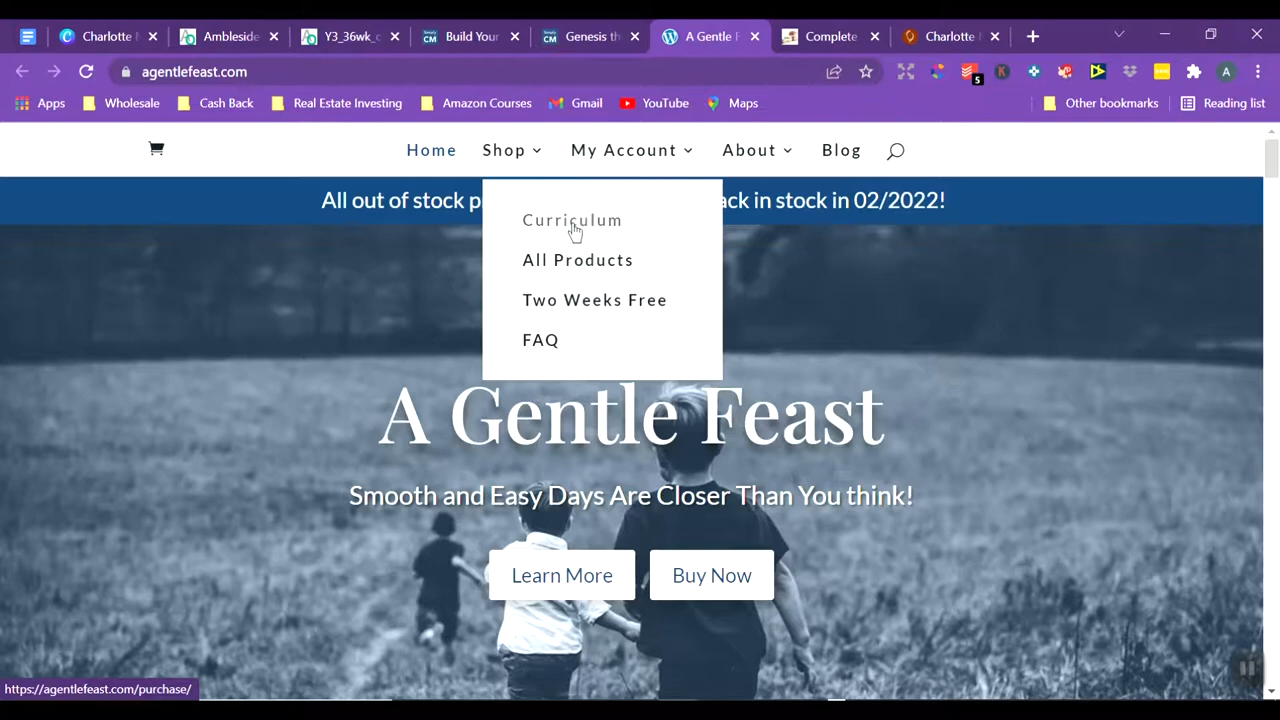 Charlotte M
Ambleside
Y3_36wk_c
Build Your
Genesis th
A Gentle F
Complete
Charlotte M
agentlefeast.com
5
A
Apps
Wholesale
Cash Back
Real Estate Investing
Amazon Courses
Gmail
YouTube
Maps
Other bookmarks
Reading list
Home
Shop
My Account
About
Blog
All out of stock p ack in stock in 02/2022!
Curriculum
All Products
Two Weeks Free
FAQ
A Gentle Feast
Smooth and Easy Days Are Closer Than You think!
Learn More
Buy Now
https://agentlefeast.com/purchase/